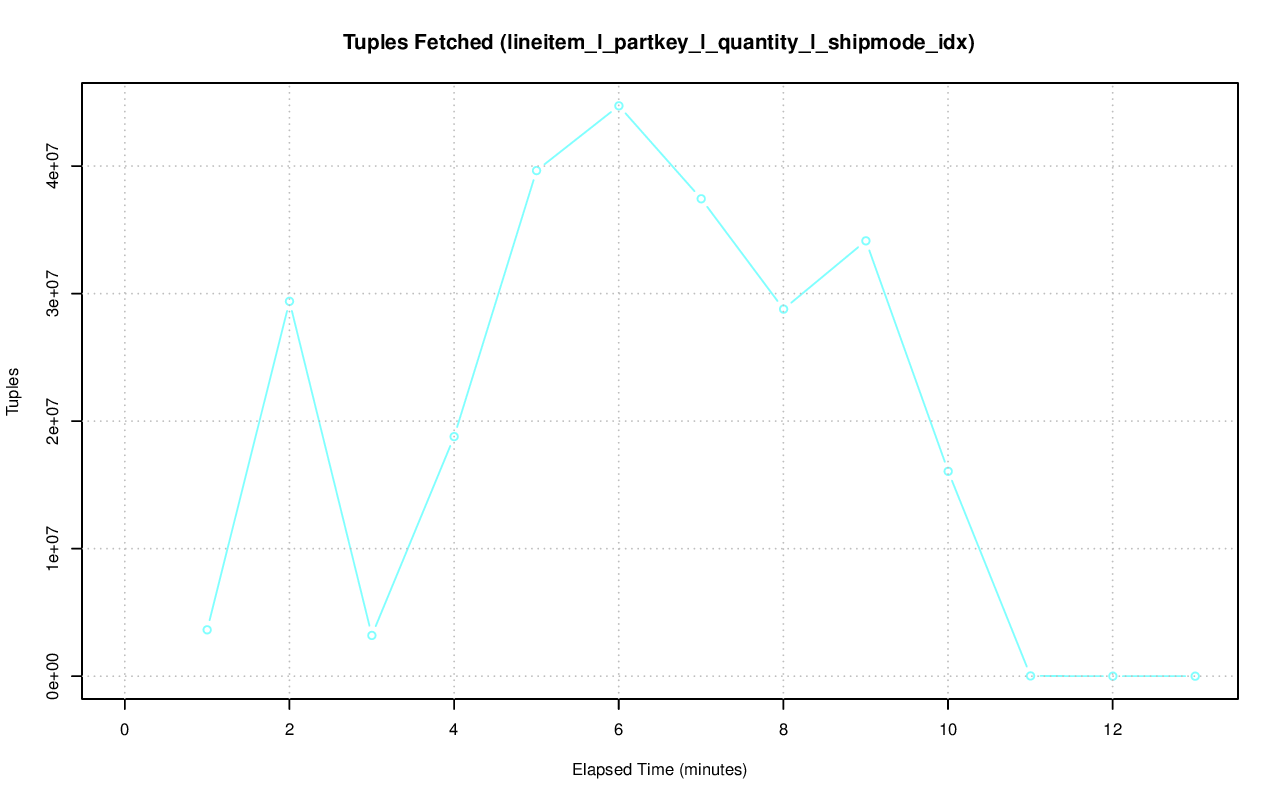 Tuples Fetched (lineitem_l_partkey_l_quantity_l_shipmode_idx)
Tuples
4e+07
3e+07
2e+07
1e+07
0e+00
0 2 4 6 8 10 12
Elapsed Time (minutes)